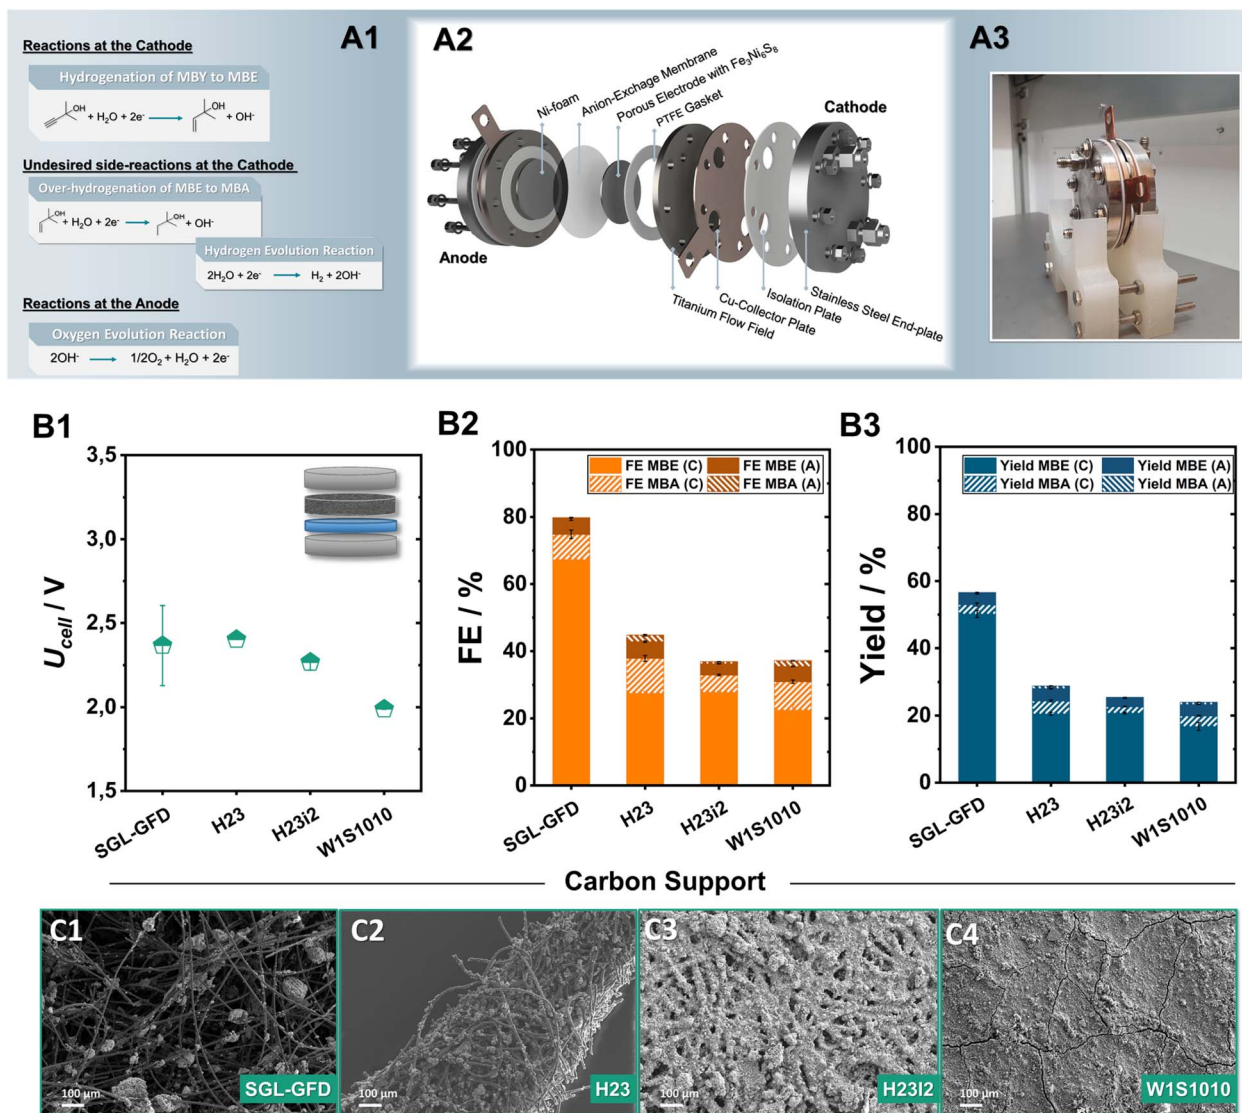 A1
Reactions at the Cathode
Hydrogenation of MBY to MBE
OH + H₂O + 2e⁻ OH + OH⁻
Undesired side-reactions at the Cathode
Over-hydrogenation of MBE to MBA
OH + H₂O + 2e⁻ OH + OH⁻
Hydrogen Evolution Reaction
2H₂O + 2e⁻ H₂ + 2OH⁻
Reactions at the Anode
Oxygen Evolution Reaction
2OH⁻ 1/2O₂ + H₂O + 2e⁻
A2
Ni-foam
Anion-Exchage Membrane
Porous Electrode with Fe₃Ni₆S₈
PTFE Gasket
Cathode
Anode
Titanium Flow Field
Cu-Collector Plate
Isolation Plate
Stainless Steel End-plate
A3
B1
3,5
3,0
2,5
2,0
1,5
U_cell / V
SGL-GFD
H23
H23i2
W1S1010
B2
100
80
60
40
20
0
FE / %
FE MBE (C) FE MBE (A)
FE MBA (C) FE MBA (A)
SGL-GFD
H23
H23i2
W1S1010
B3
100
80
60
40
20
0
Yield / %
Yield MBE (C) Yield MBE (A)
Yield MBA (C) Yield MBA (A)
SGL-GFD
H23
H23i2
W1S1010
Carbon Support
C1
100 µm
SGL-GFD
C2
100 µm
H23
C3
100 µm
H23I2
C4
100 µm
W1S1010